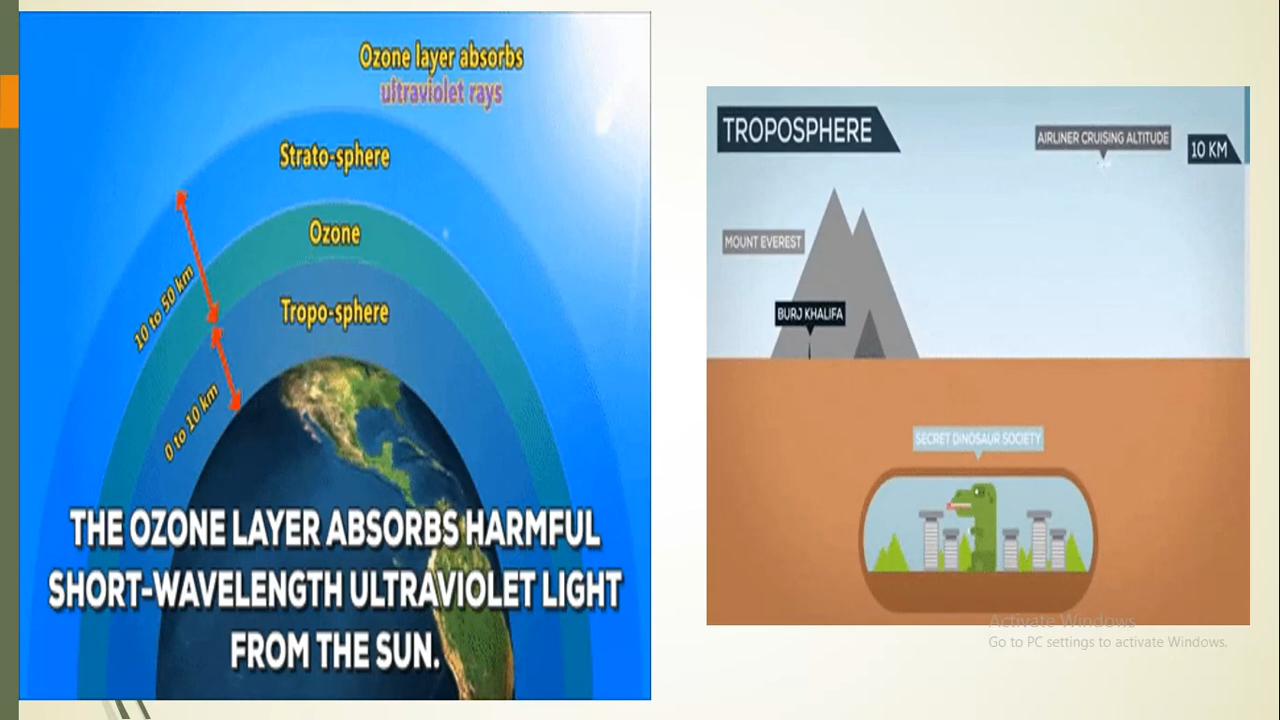 Ozone layer absorbs
ultraviolet rays
Strato-sphere
Ozone
Tropo-sphere
10 to 50 km
0 to 10 km
THE OZONE LAYER ABSORBS HARMFUL
SHORT-WAVELENGTH ULTRAVIOLET LIGHT
FROM THE SUN.
TROPOSPHERE
AIRLINER CRUISING ALTITUDE
10 KM
MOUNT EVEREST
BURJ KHALIFA
SECRET DINOSAUR SOCIETY
Activate Windows
Go to PC settings to activate Windows.